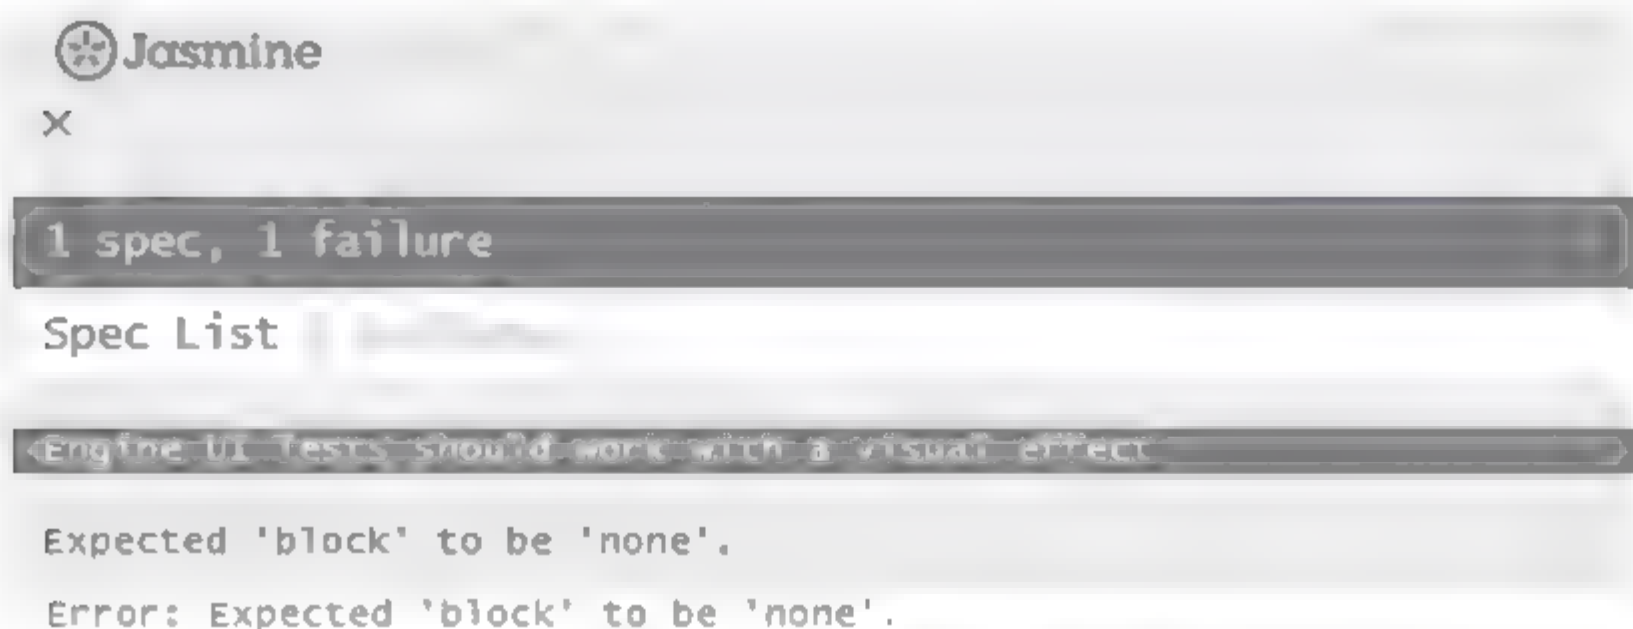 Jasmine
×
1 spec, 1 failure
Spec List |
Engine UI Tests should work with a visual effect
Expected 'block' to be 'none'.
Error: Expected 'block' to be 'none'.